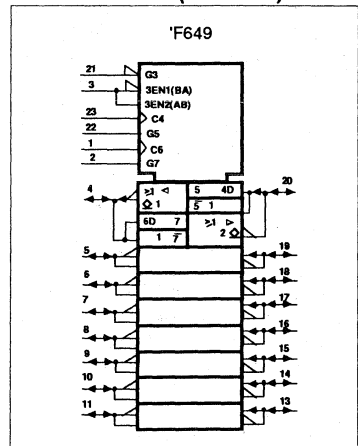 'F649
21 G3
3 3EN1(BA)
3EN2(AB)
23 C4
22 G5
1 C6
2 G7
4 ≥1 ▷ 5 4D 20
1 5̅ 1
6D 7 ≥1 ▷
1 7̅ 2
5 19
6 18
7 17
8 16
9 15
10 14
11 13